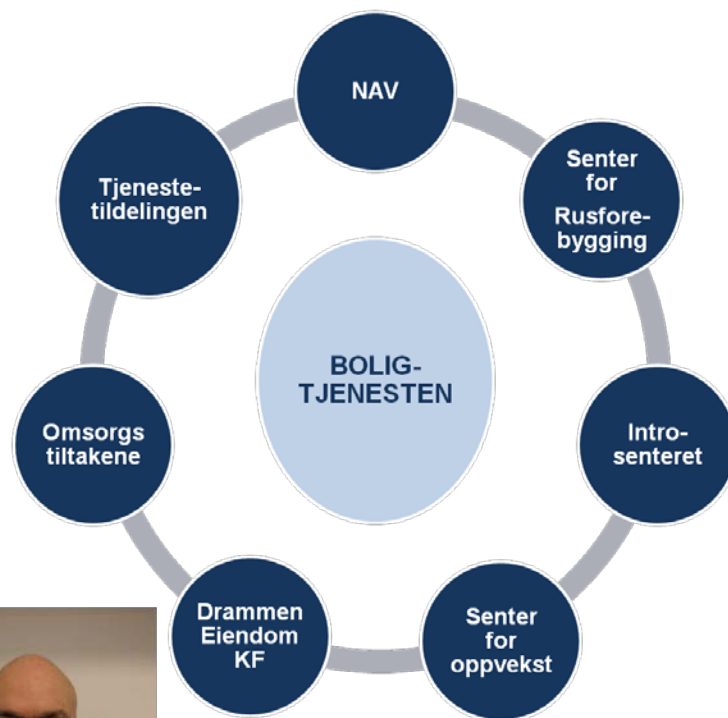 NAV
Senter
for
Rusfore-
bygging
Tjeneste-
tildelingen
BOLIG-
TJENESTEN
Omsorgs
tiltakene
Intro-
senteret
Drammen
Eiendom
KF
Senter
for
oppvekst